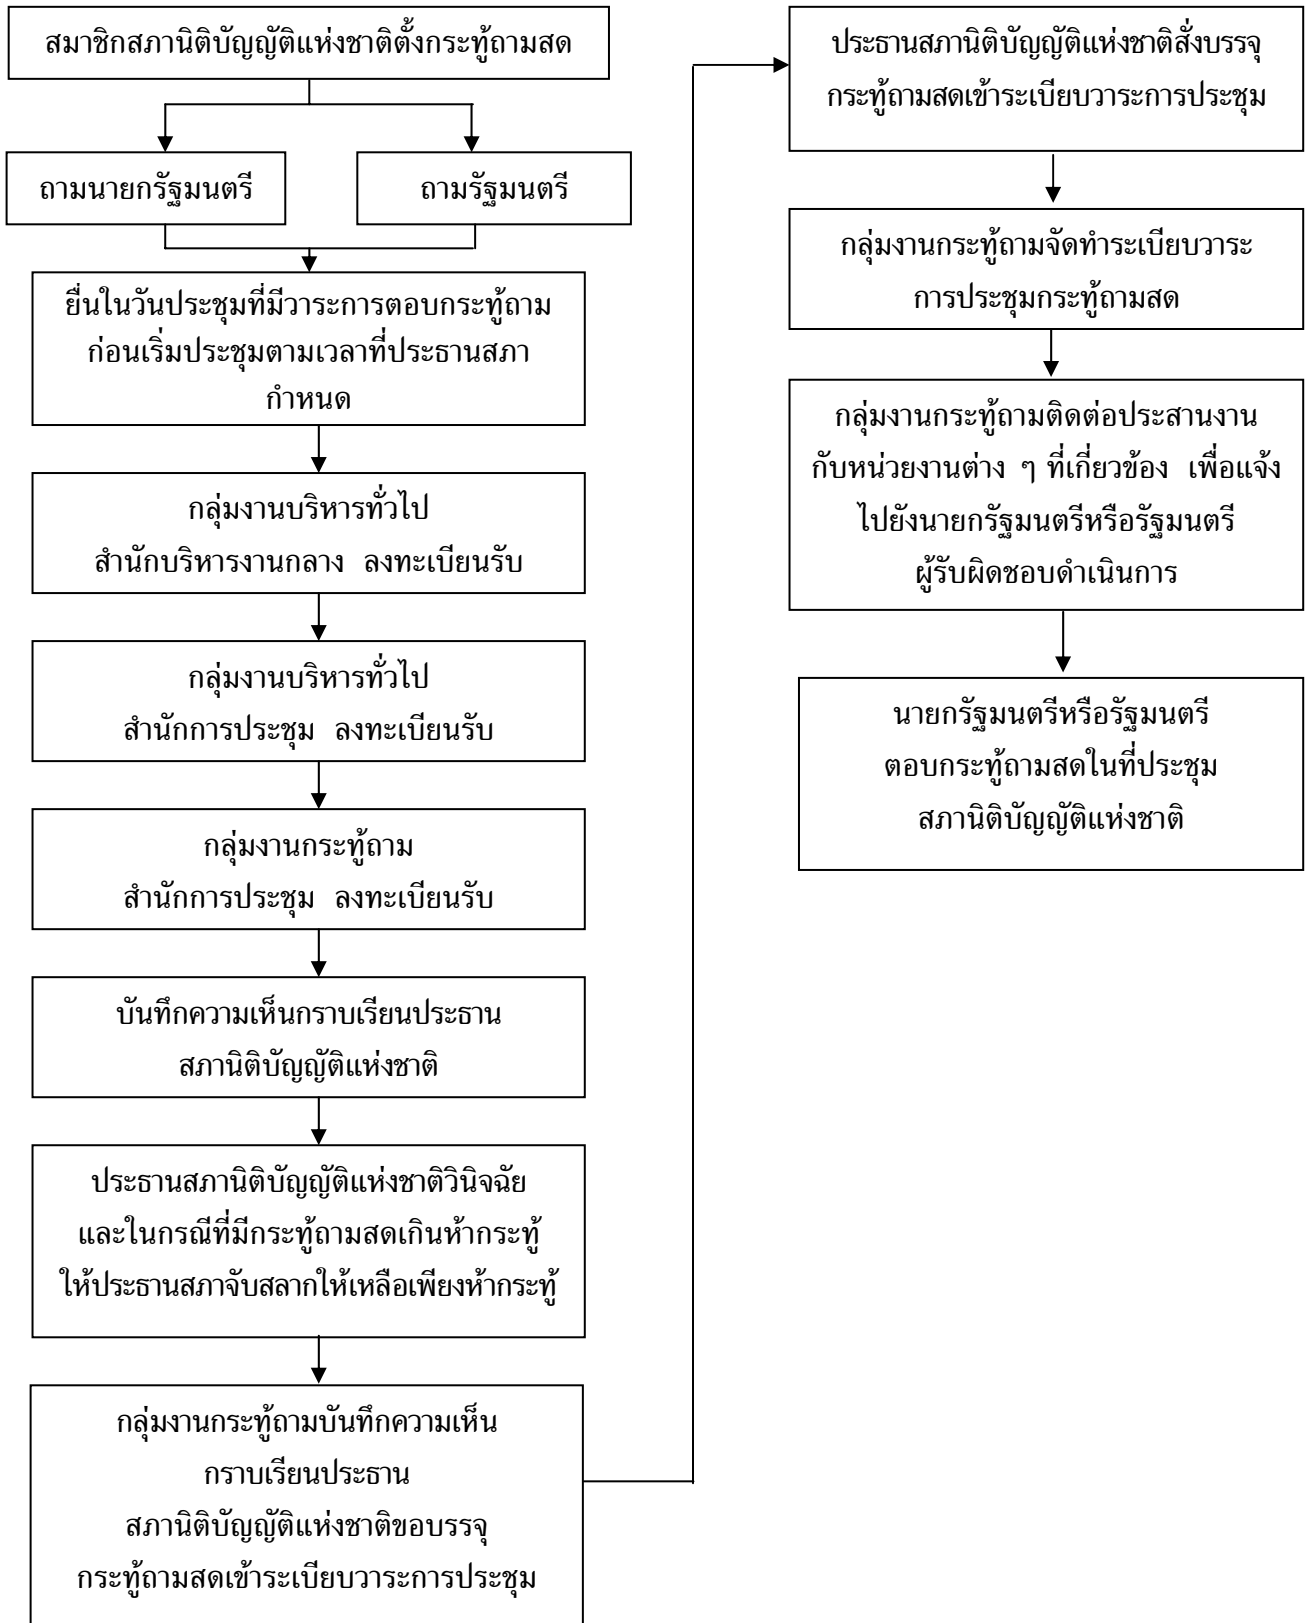 สมาชิกสภานิติบัญญัติแห่งชาติตั้งกระทู้ถามสด
ถามนายกรัฐมนตรี
ถามรัฐมนตรี
ยื่นในวันประชุมที่มีวาระการตอบกระทู้ถาม
ก่อนเริ่มประชุมตามเวลาที่ประธานสภา
กำหนด
กลุ่มงานบริหารทั่วไป
สำนักบริหารงานกลาง ลงทะเบียนรับ
กลุ่มงานบริหารทั่วไป
สำนักการประชุม ลงทะเบียนรับ
กลุ่มงานกระทู้ถาม
สำนักการประชุม ลงทะเบียนรับ
บันทึกความเห็นกราบเรียนประธาน
สภานิติบัญญัติแห่งชาติ
ประธานสภานิติบัญญัติแห่งชาติวินิจฉัย
และในกรณีที่มีกระทู้ถามสดเกินห้ากระทู้
ให้ประธานสภาจับสลากให้เหลือเพียงห้ากระทู้
กลุ่มงานกระทู้ถามบันทึกความเห็น
กราบเรียนประธาน
สภานิติบัญญัติแห่งชาติขอบรรจุ
กระทู้ถามสดเข้าระเบียบวาระการประชุม
ประธานสภานิติบัญญัติแห่งชาติสั่งบรรจุ
กระทู้ถามสดเข้าระเบียบวาระการประชุม
กลุ่มงานกระทู้ถามจัดทำระเบียบวาระ
การประชุมกระทู้ถามสด
กลุ่มงานกระทู้ถามติดต่อประสานงาน
กับหน่วยงานต่าง ๆ ที่เกี่ยวข้อง เพื่อแจ้ง
ไปยังนายกรัฐมนตรีหรือรัฐมนตรี
ผู้รับผิดชอบดำเนินการ
นายกรัฐมนตรีหรือรัฐมนตรี
ตอบกระทู้ถามสดในที่ประชุม
สภานิติบัญญัติแห่งชาติ